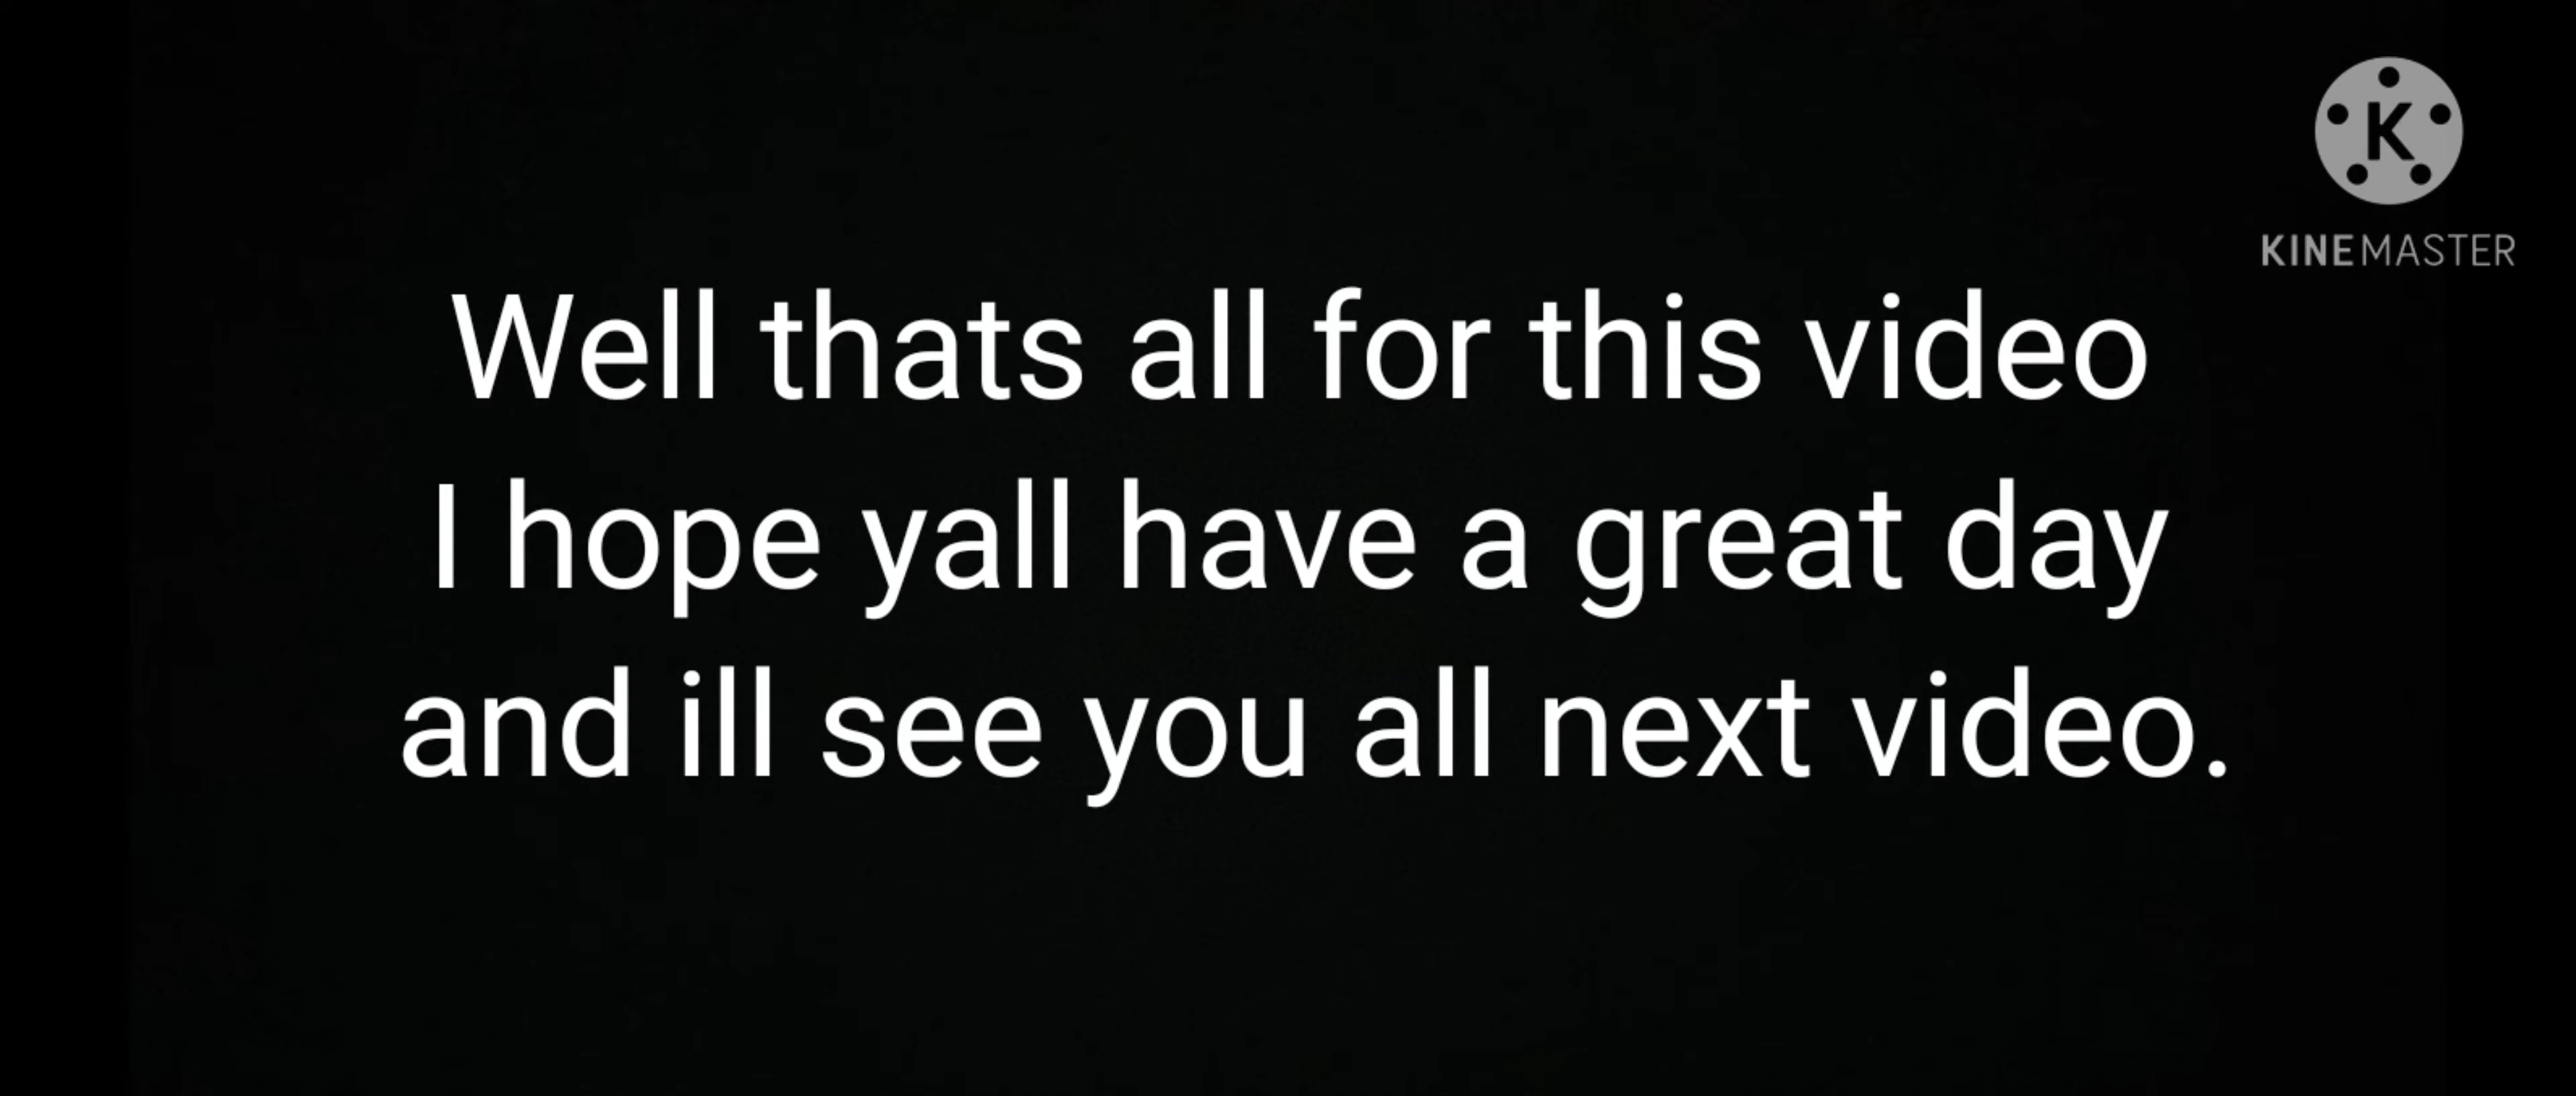 K
KINEMASTER
Well thats all for this video
I hope yall have a great day
and ill see you all next video.